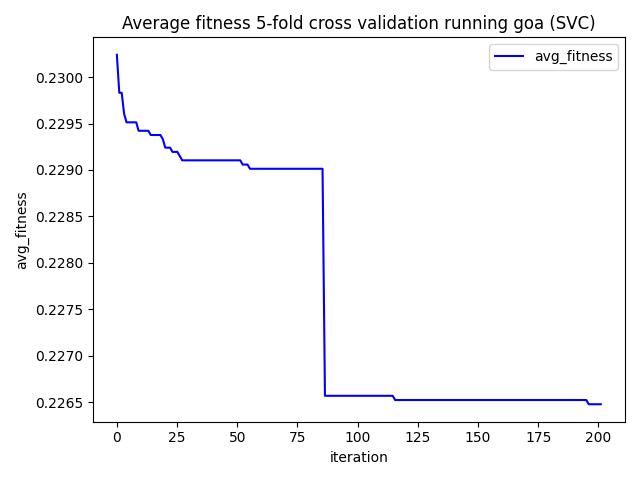 Average fitness 5-fold cross validation running goa (SVC)
avg_fitness
0.2300
0.2295
0.2290
0.2285
0.2280
0.2275
0.2270
0.2265
avg_fitness
0 25 50 75 100 125 150 175 200
iteration